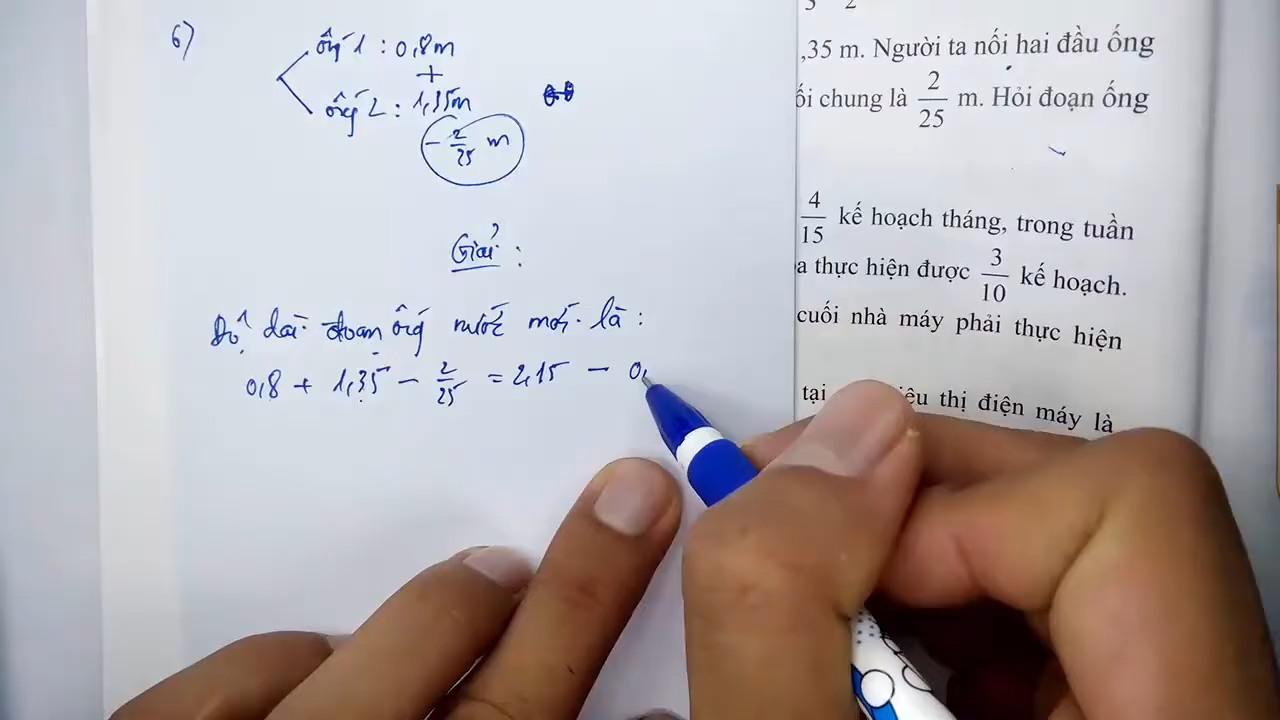 6)
ống 1 : 0,8m
+
ống 2 : 1,35m
- 2/25 m
Giải :
Độ dài đoạn ống nước mới là :
0,8 + 1,35 - 2/25 = 2,15 - 0,
,35 m. Người ta nối hai đầu ống
ối chung là 2/25 m. Hỏi đoạn ống
4/15 kế hoạch tháng, trong tuần
a thực hiện được 3/10 kế hoạch.
cuối nhà máy phải thực hiện
tại iêu thị điện máy là